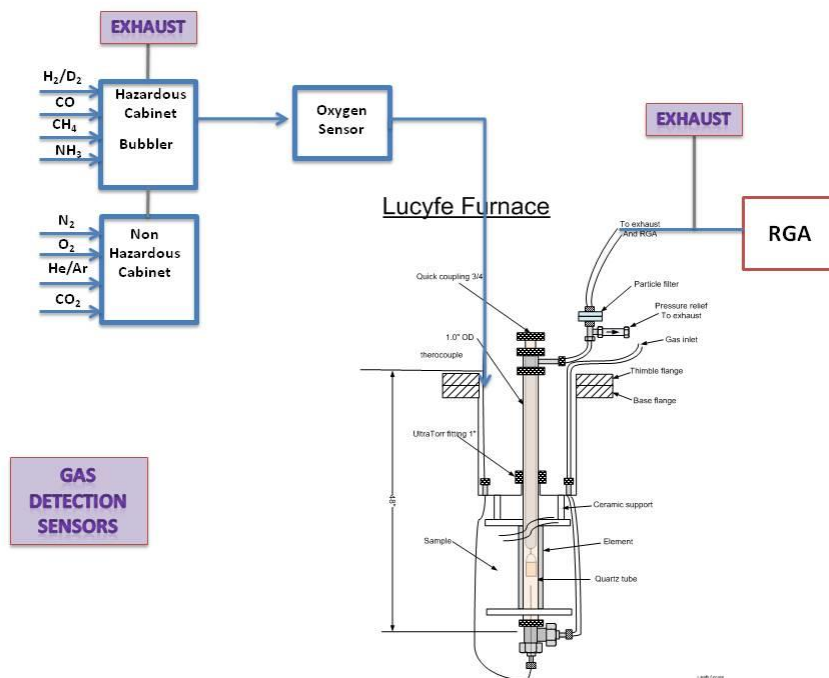 EXHAUST
H₂/D₂
CO
CH₄
NH₃
Hazardous
Cabinet
Bubbler
Oxygen
Sensor
EXHAUST
N₂
O₂
He/Ar
CO₂
Non
Hazardous
Cabinet
Lucyfe Furnace
To exhaust
And RGA
RGA
Quick coupling 3/4
Particle filter
Pressure relief
To exhaust
1.0" OD
Gas inlet
therocouple
Thimble flange
Base flange
UltraTorr fitting 1"
GAS
DETECTION
SENSORS
48"
Ceramic support
Sample
Element
Quartz tube